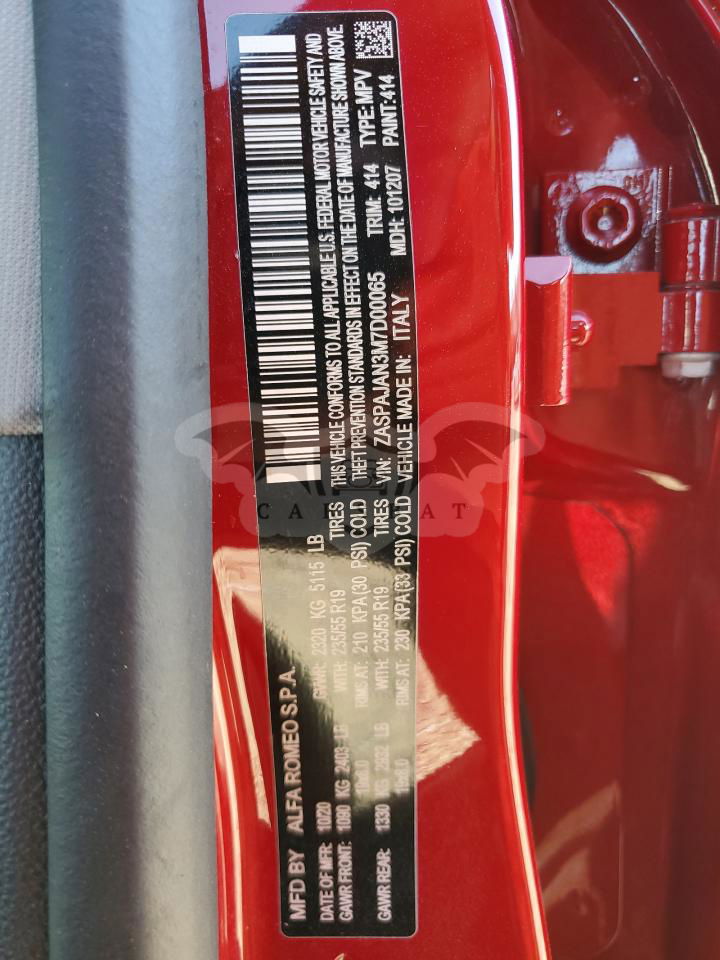 MFD BY ALFA ROMEO S.P.A.
DATE OF MFR: 10/20 GVWR: 2320 KG 5115 LB TIRES THIS VEHICLE CONFORMS TO ALL APPLICABLE U.S. FEDERAL MOTOR VEHICLE SAFETY AND
GAWR FRONT: 1090 KG 2403 LB WITH: 235/55 R19 THEFT PREVENTION STANDARDS IN EFFECT ON THE DATE OF MANUFACTURE SHOWN ABOVE.
RIMS AT: 210 KPA(30 PSI) COLD
GAWR REAR: 1330 KG 2932 LB WITH: 235/55 R19 TIRES VIN: ZASPAJAN3M7D00065 TRIM: 414 TYPE: MPV
RIMS AT: 230 KPA(33 PSI) COLD VEHICLE MADE IN: ITALY MDH: 101207 PAINT: 414